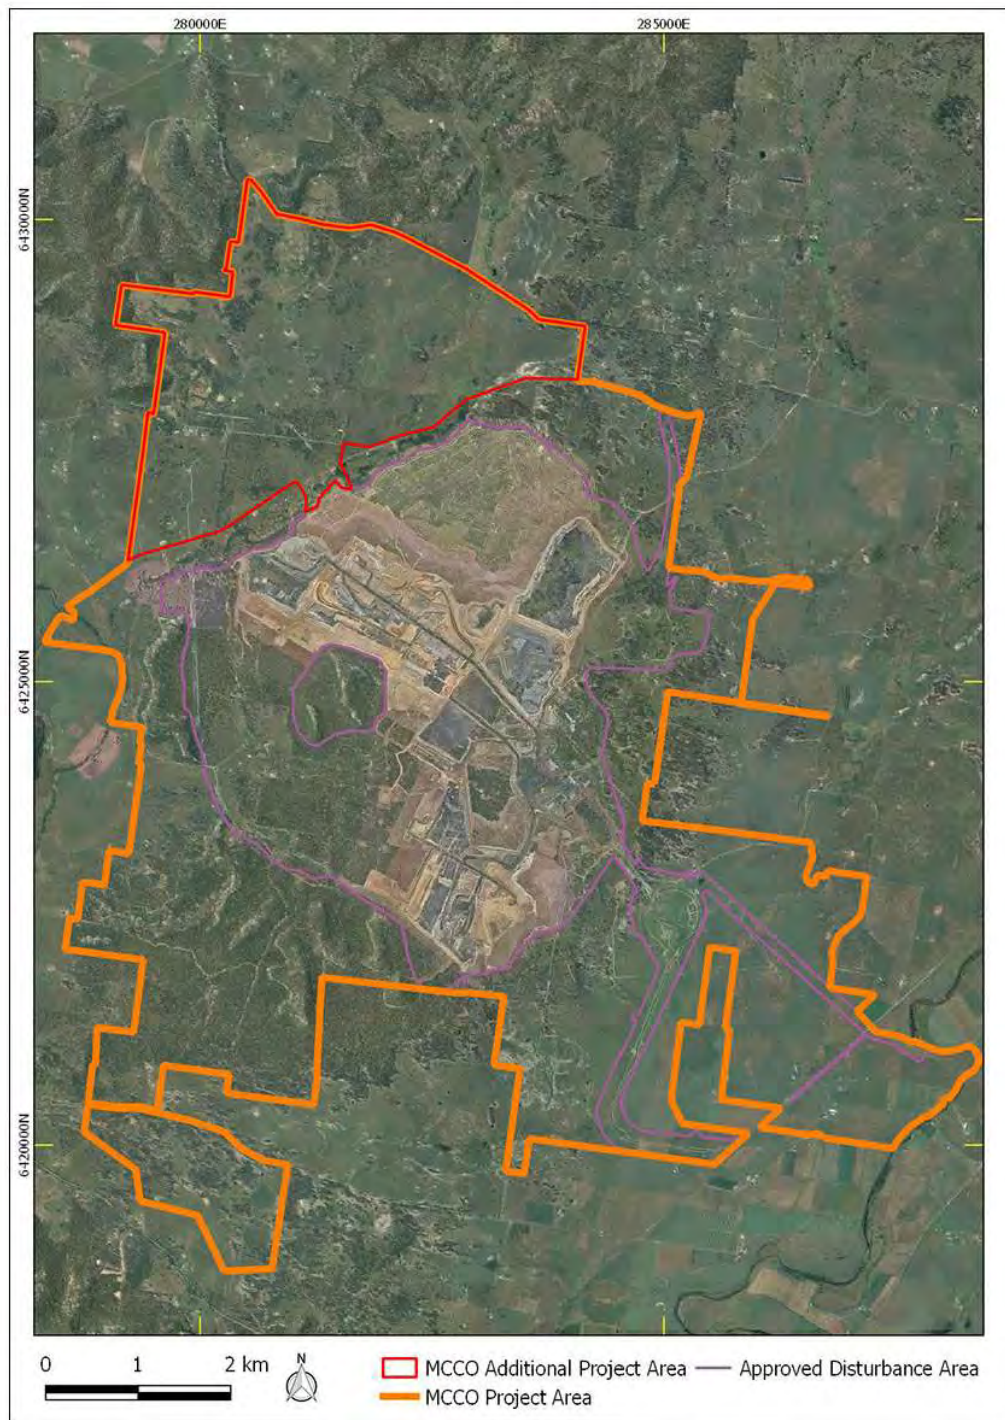 280000E 285000E
6430000N
6425000N
6420000N
0 1 2 km N
MCCO Additional Project Area Approved Disturbance Area
MCCO Project Area